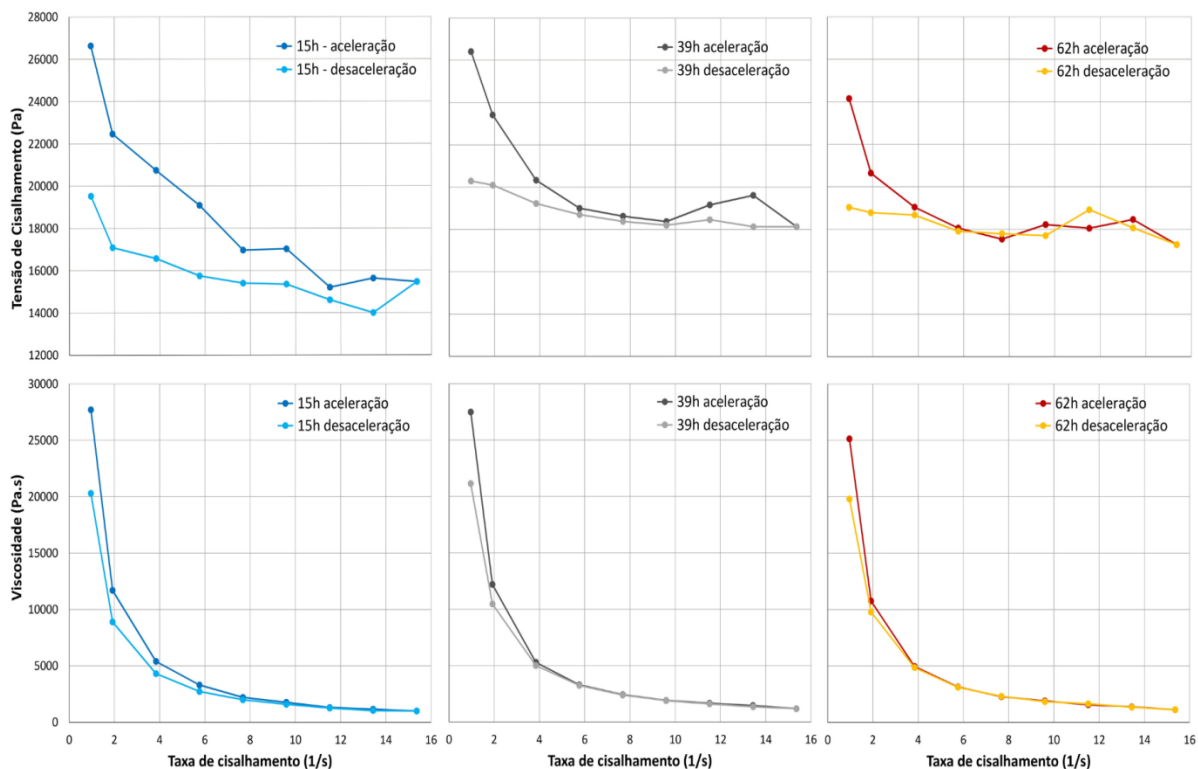 Tensão de Cisalhamento (Pa)
28000
26000
24000
22000
20000
18000
16000
14000
12000
15h - aceleração
15h - desaceleração
39h aceleração
39h desaceleração
62h aceleração
62h desaceleração
Viscosidade (Pa.s)
30000
25000
20000
15000
10000
5000
0
15h aceleração
15h desaceleração
39h aceleração
39h desaceleração
62h aceleração
62h desaceleração
0 2 4 6 8 10 12 14 16
0 2 4 6 8 10 12 14 16
0 2 4 6 8 10 12 14 16
Taxa de cisalhamento (1/s)
Taxa de cisalhamento (1/s)
Taxa de cisalhamento (1/s)